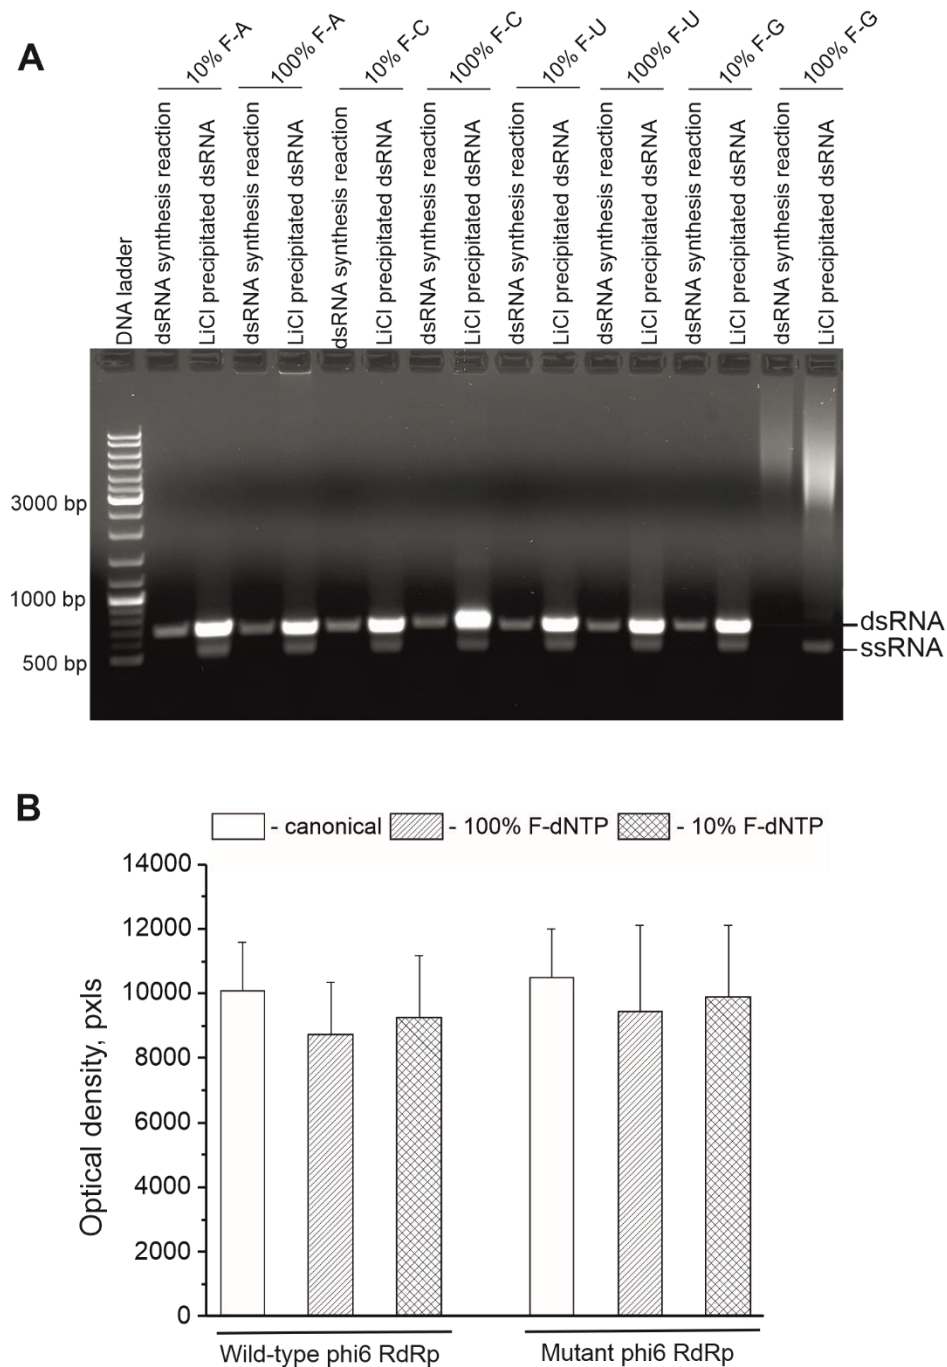 A
10% F-A
100% F-A
10% F-C
100% F-C
10% F-U
100% F-U
10% F-G
100% F-G
DNA ladder
dsRNA synthesis reaction
LiCl precipitated dsRNA
dsRNA synthesis reaction
LiCl precipitated dsRNA
dsRNA synthesis reaction
LiCl precipitated dsRNA
dsRNA synthesis reaction
LiCl precipitated dsRNA
dsRNA synthesis reaction
LiCl precipitated dsRNA
dsRNA synthesis reaction
LiCl precipitated dsRNA
dsRNA synthesis reaction
LiCl precipitated dsRNA
dsRNA synthesis reaction
LiCl precipitated dsRNA
3000 bp
1000 bp
500 bp
dsRNA
ssRNA
B
- canonical
- 100% F-dNTP
- 10% F-dNTP
14000
12000
10000
8000
6000
4000
2000
0
Optical density, pxls
Wild-type phi6 RdRp
Mutant phi6 RdRp